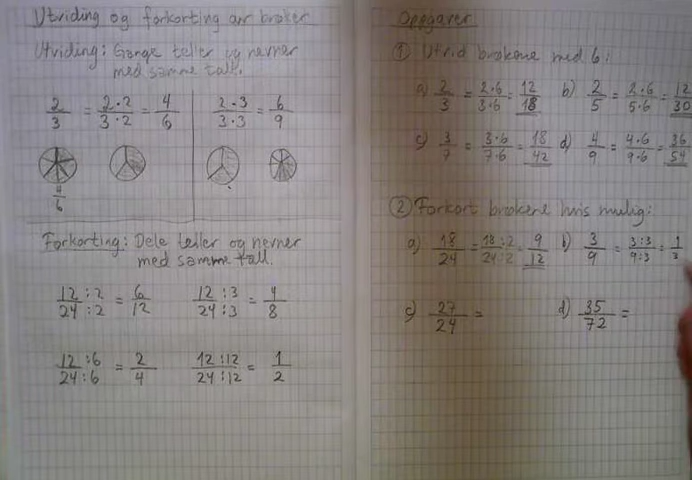 Utviding og forkorting av brøker
Utviding: Gange teller og nevner
med samme tall.
2/3 = 2·2/3·2 = 4/6
2·3/3·3 = 6/9
4/6
Forkorting: Dele teller og nevner
med samme tall.
12:2/24:2 = 6/12
12:3/24:3 = 4/8
12:6/24:6 = 2/4
12:12/24:12 = 1/2
Oppgaver
① Utvid brøkene med 6:
a) 2/3 = 2·6/3·6 = 12/18 b) 2/5 = 2·6/5·6 = 12/30
c) 3/7 = 3·6/7·6 = 18/42 d) 4/9 = 4·6/9·6 = 36/54
② Forkort brøkene hvis mulig:
a) 18/24 = 18:2/24:2 = 9/12 b) 3/9 = 3:3/9:3 = 1/3
c) 27/24 = d) 35/72 =